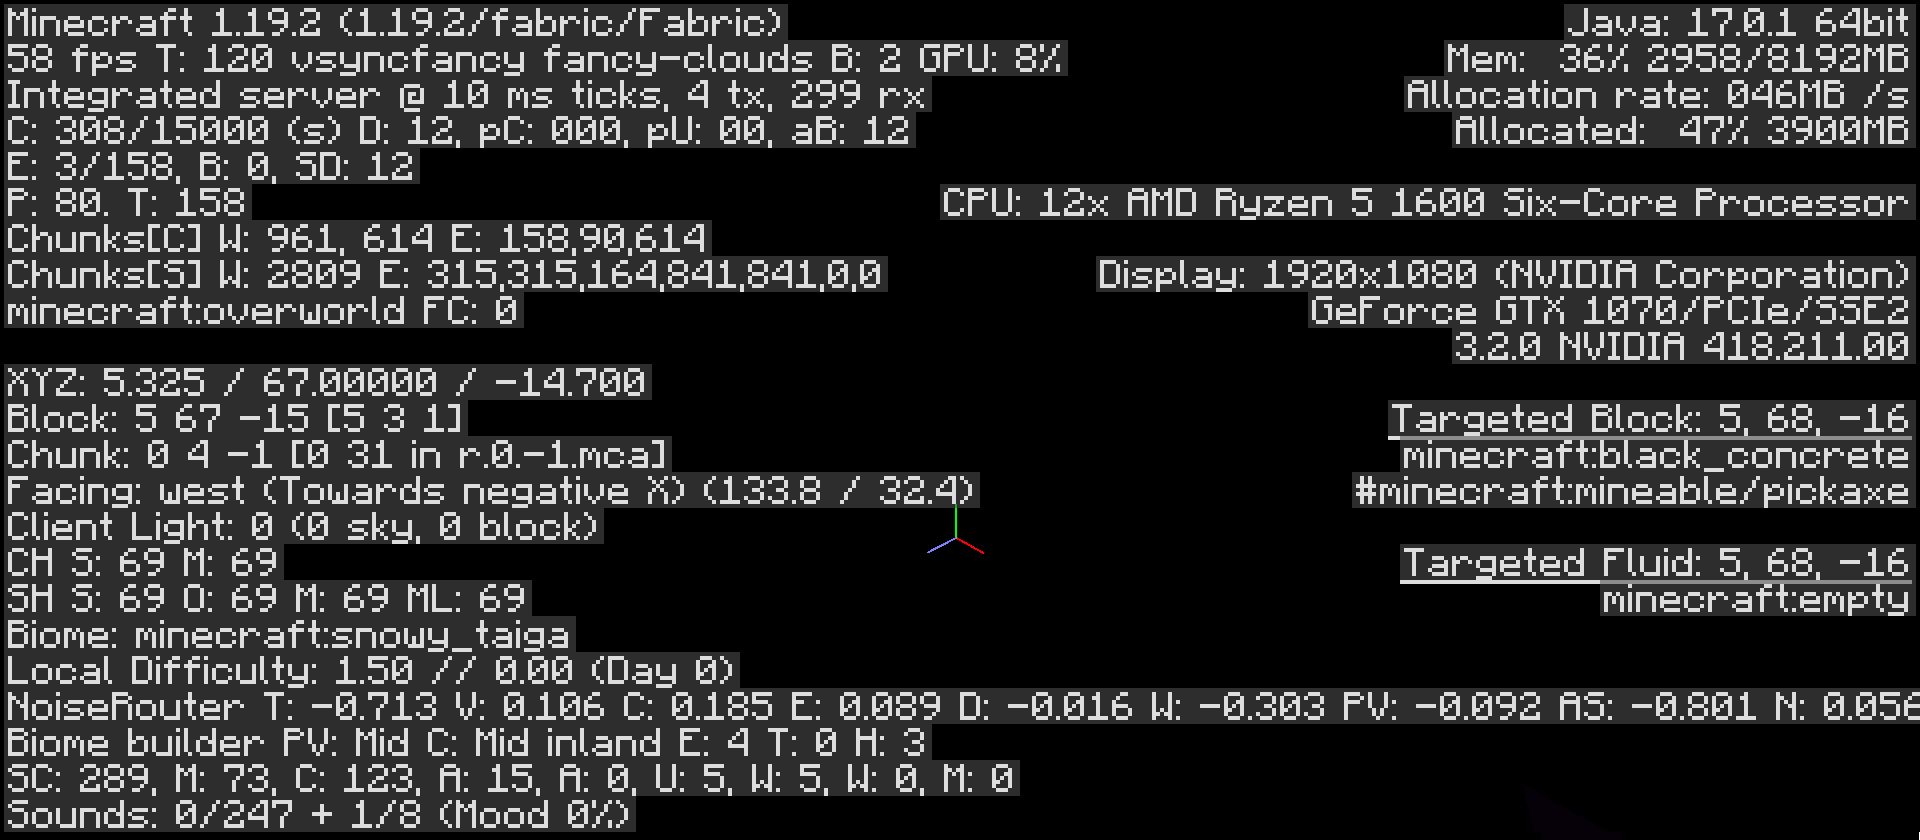 Minecraft 1.19.2 (1.19.2/fabric/Fabric)
58 fps T: 120 vsyncfancy fancy-clouds B: 2 GPU: 8%
Integrated server @ 10 ms ticks, 4 tx, 299 rx
C: 308/15000 (s) D: 12, pC: 000, pU: 00, aB: 12
E: 3/158, B: 0, SD: 12
P: 80. T: 158
Chunks[C] W: 961, 614 E: 158,90,614
Chunks[S] W: 2809 E: 315,315,164,841,841,0,0
minecraft:overworld FC: 0
XYZ: 5.325 / 67.00000 / -14.700
Block: 5 67 -15 [5 3 1]
Chunk: 0 4 -1 [0 31 in r.0.-1.mca]
Facing: west (Towards negative X) (133.8 / 32.4)
Client Light: 0 (0 sky, 0 block)
CH S: 69 M: 69
SH S: 69 O: 69 M: 69 ML: 69
Biome: minecraft:snowy_taiga
Local Difficulty: 1.50 // 0.00 (Day 0)
NoiseRouter T: -0.713 V: 0.106 C: 0.185 E: 0.089 D: -0.016 W: -0.303 PV: -0.092 AS: -0.801 N: 0.056
Biome builder PV: Mid C: Mid inland E: 4 T: 0 H: 3
SC: 289, M: 73, C: 123, A: 15, A: 0, U: 5, W: 5, W: 0, M: 0
Sounds: 0/247 + 1/8 (Mood 0%)
Java: 17.0.1 64bit
Mem: 36% 2958/8192MB
Allocation rate: 046MB /s
Allocated: 47% 3900MB
CPU: 12x AMD Ryzen 5 1600 Six-Core Processor
Display: 1920x1080 (NVIDIA Corporation)
GeForce GTX 1070/PCIe/SSE2
3.2.0 NVIDIA 418.211.00
Targeted Block: 5, 68, -16
minecraft:black_concrete
#minecraft:mineable/pickaxe
Targeted Fluid: 5, 68, -16
minecraft:empty